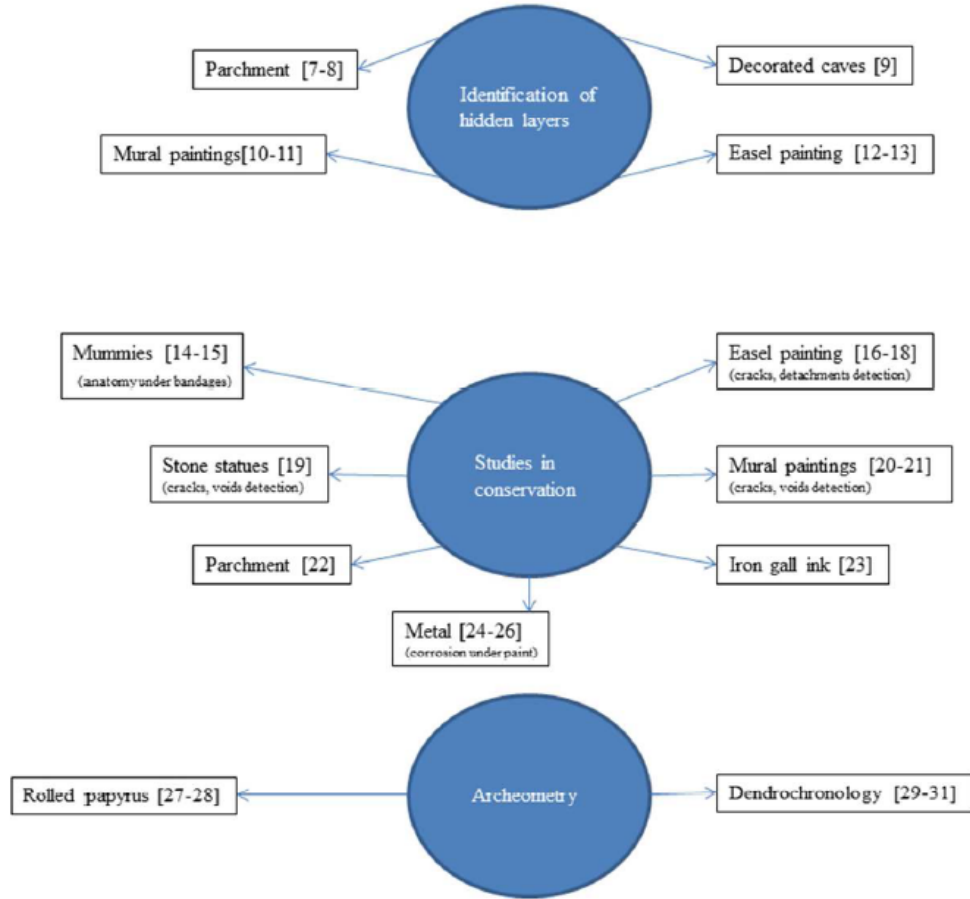 Parchment [7-8]
Decorated caves [9]
Identification of
hidden layers
Mural paintings[10-11]
Easel painting [12-13]
Mummies [14-15]
(anatomy under bandages)
Easel painting [16-18]
(cracks, detachments detection)
Stone statues [19]
(cracks, voids detection)
Studies in
conservation
Mural paintings [20-21]
(cracks, voids detection)
Parchment [22]
Iron gall ink [23]
Metal [24-26]
(corrosion under paint)
Rolled papyrus [27-28]
Archeometry
Dendrochronology [29-31]